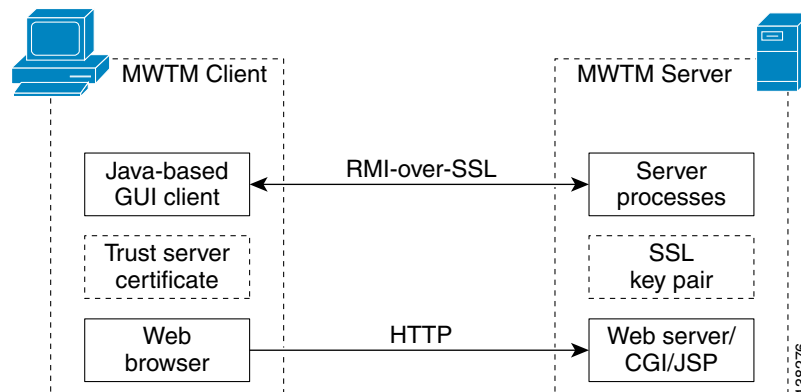 MWTM Client
MWTM Server
Java-based
GUI client
RMI-over-SSL
Server
processes
Trust server
certificate
SSL
key pair
Web
browser
HTTP
Web server/
CGI/JSP